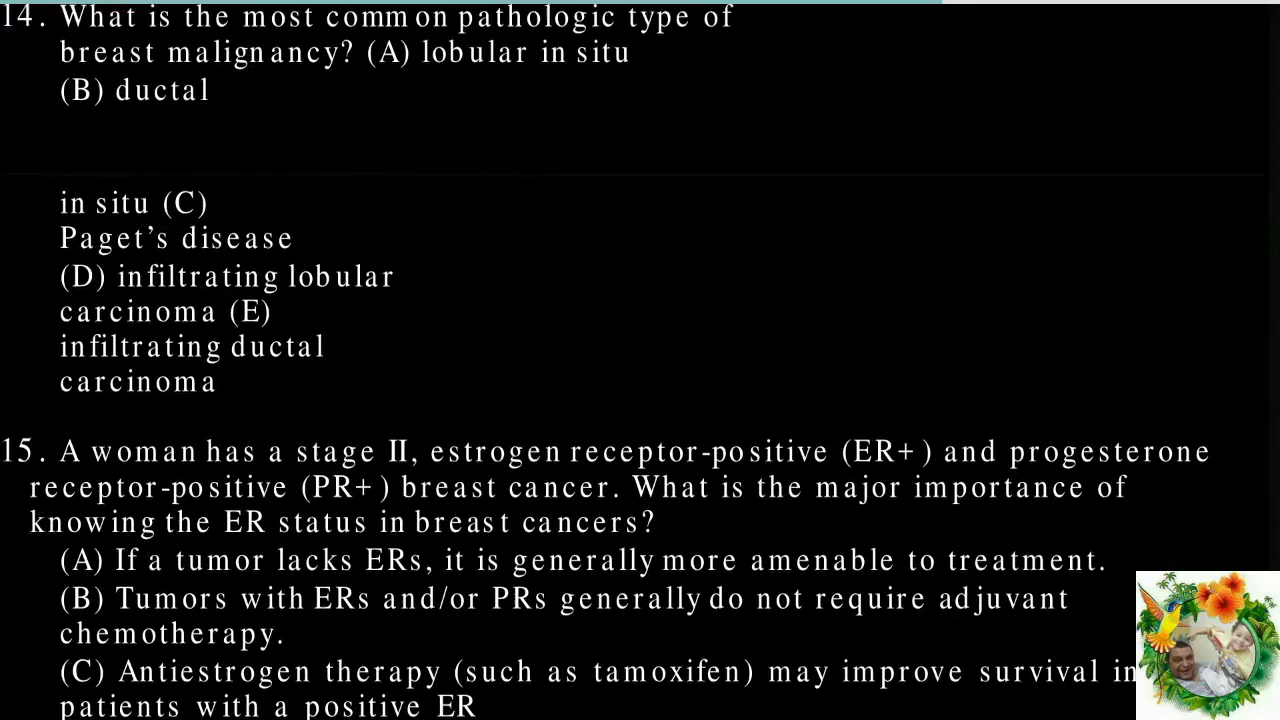 14. What is the most common pathologic type of
breast malignancy? (A) lobular in situ
(B) ductal
in situ (C)
Paget's disease
(D) infiltrating lobular
carcinoma (E)
infiltrating ductal
carcinoma
15. A woman has a stage II, estrogen receptor-positive (ER+) and progesterone
receptor-positive (PR+) breast cancer. What is the major importance of
knowing the ER status in breast cancers?
(A) If a tumor lacks ERs, it is generally more amenable to treatment.
(B) Tumors with ERs and/or PRs generally do not require adjuvant
chemotherapy.
(C) Antiestrogen therapy (such as tamoxifen) may improve survival in
patients with a positive ER